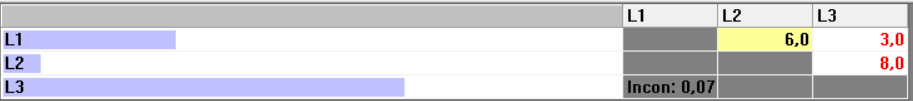 L1 L2 L3
L1 6,0 3,0
L2 8,0
L3 Incon: 0,07